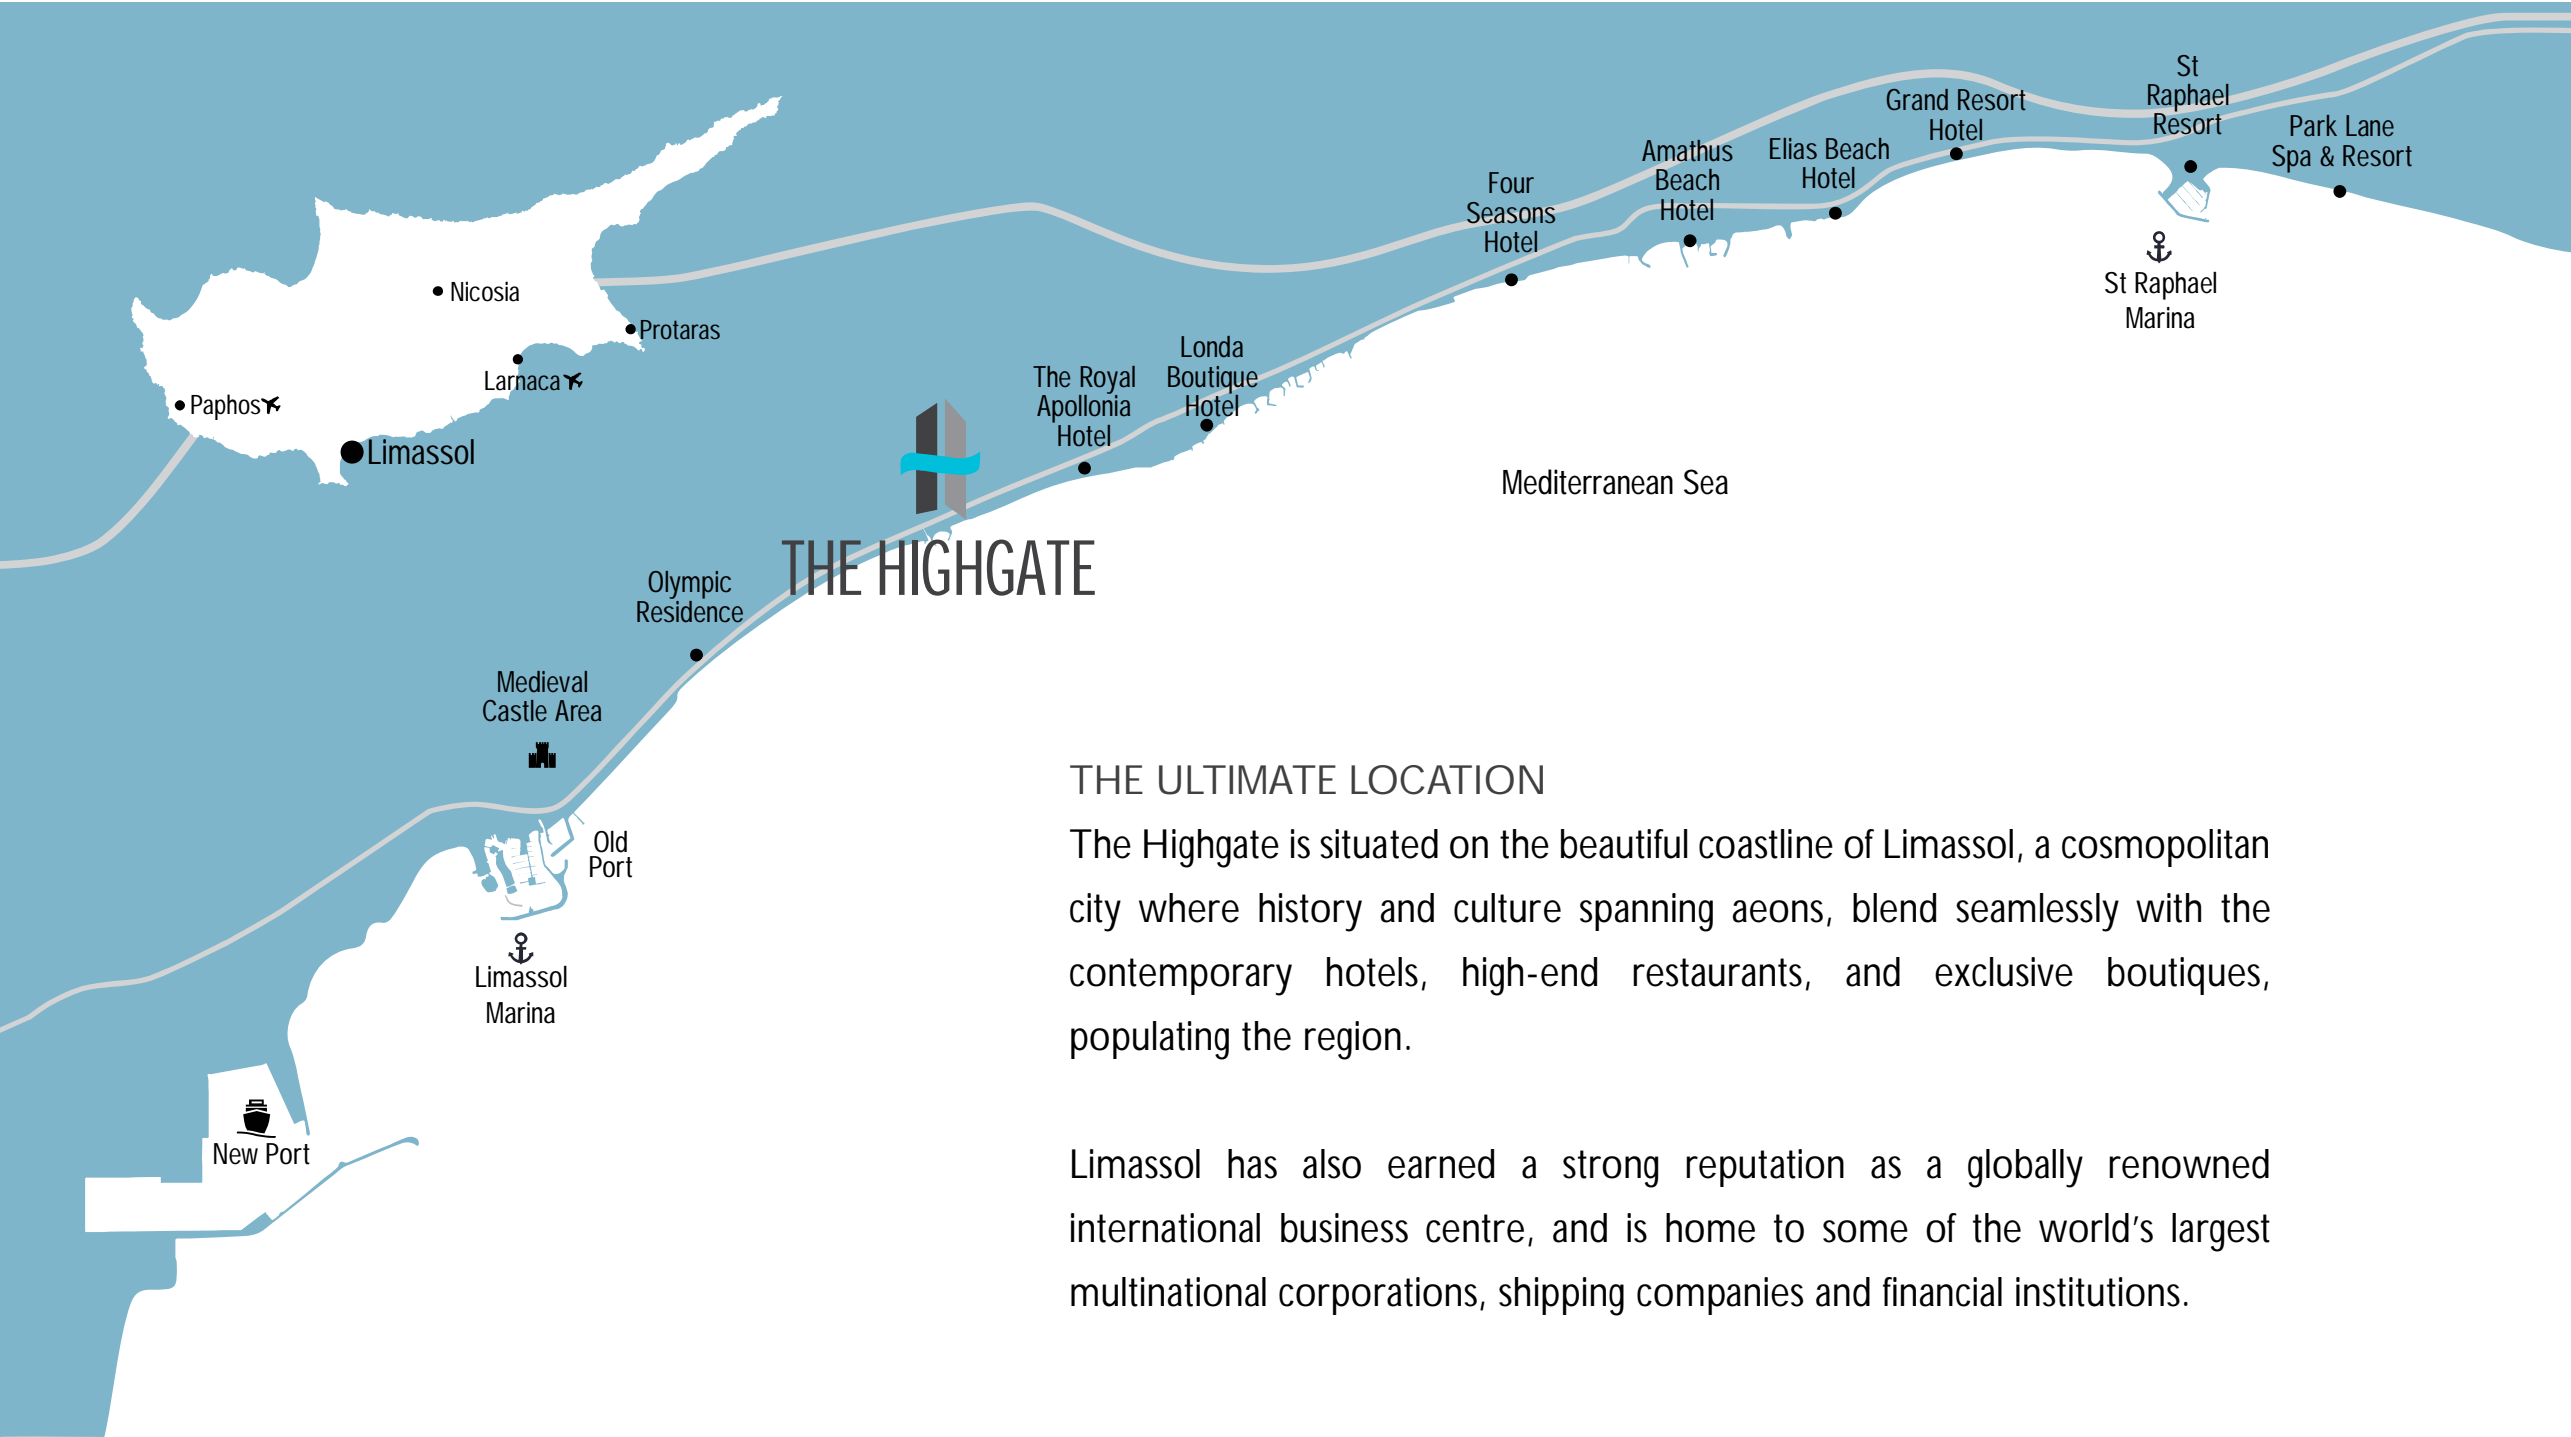 St
Raphael
Resort
Grand Resort
Hotel
Park Lane
Spa & Resort
Amathus
Beach
Hotel
Elias Beach
Hotel
Four
Seasons
Hotel
St Raphael
Marina
Nicosia
Protaras
Larnaca
Paphos
Limassol
Londa
Boutique
Hotel
The Royal
Apollonia
Hotel
Mediterranean Sea
THE HIGHGATE
Olympic
Residence
Medieval
Castle Area
Old
Port
Limassol
Marina
New Port
THE ULTIMATE LOCATION
The Highgate is situated on the beautiful coastline of Limassol, a cosmopolitan
city where history and culture spanning aeons, blend seamlessly with the
contemporary hotels, high-end restaurants, and exclusive boutiques,
populating the region.
Limassol has also earned a strong reputation as a globally renowned
international business centre, and is home to some of the world’s largest
multinational corporations, shipping companies and financial institutions.